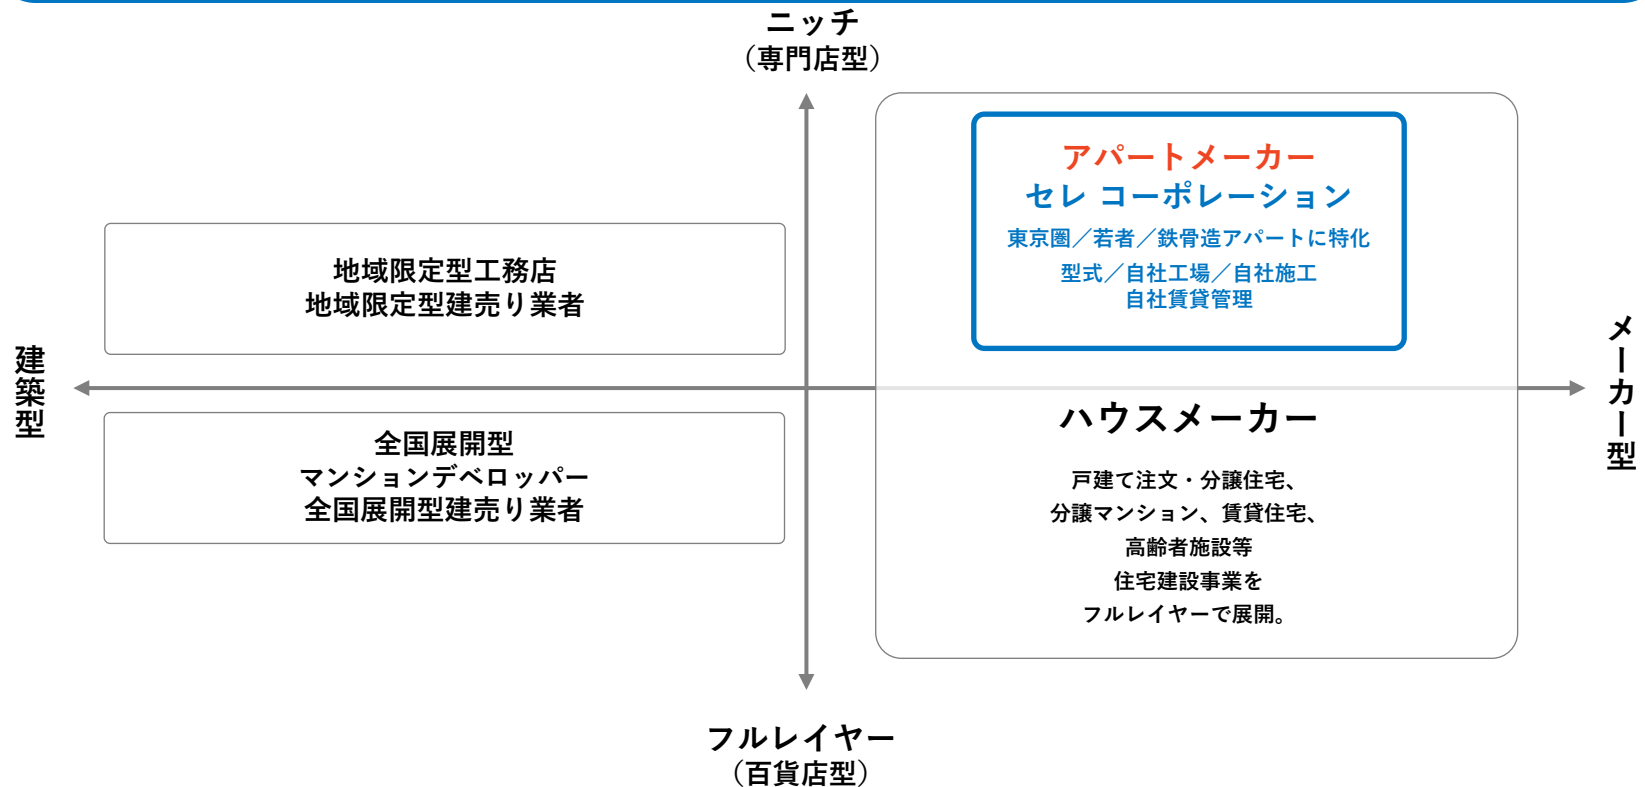 ニッチ
（専門店型）
アパートメーカー
セレ コーポレーション
東京圏／若者／鉄骨造アパートに特化
型式／自社工場／自社施工
自社賃貸管理
地域限定型工務店
地域限定型建売り業者
建築型
メーカー型
全国展開型
マンションデベロッパー
全国展開型建売り業者
ハウスメーカー
戸建て注文・分譲住宅、
分譲マンション、賃貸住宅、
高齢者施設等
住宅建設事業を
フルレイヤーで展開。
フルレイヤー
（百貨店型）